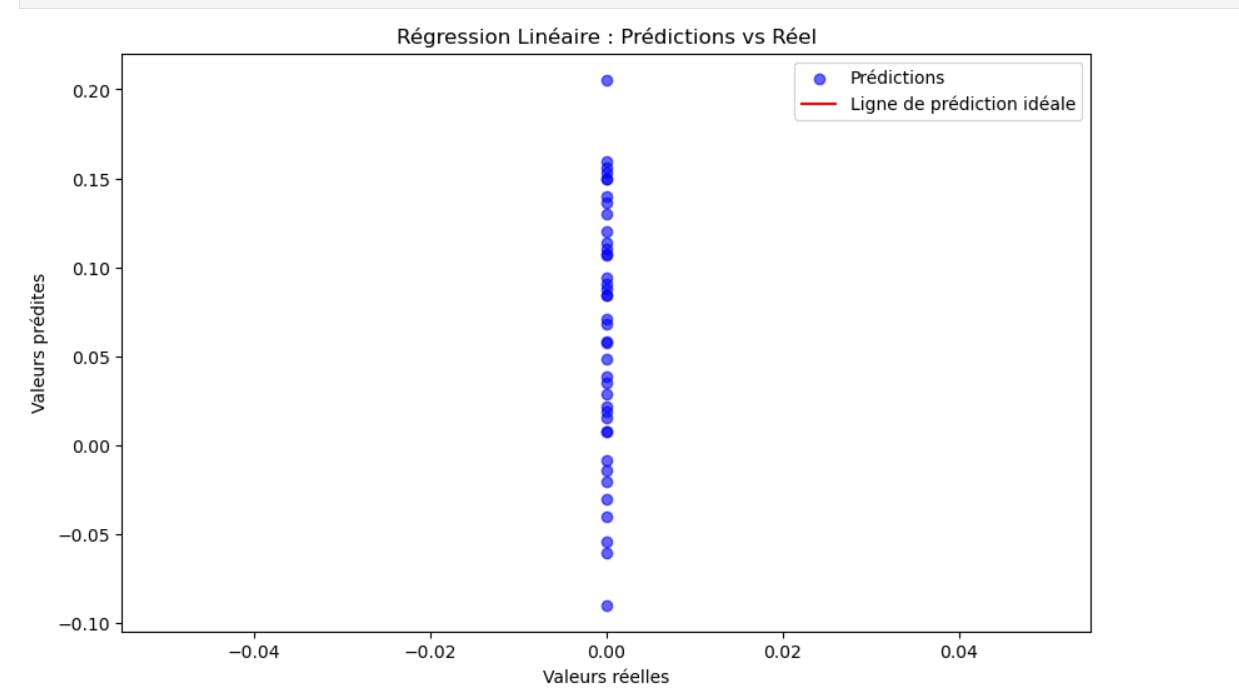 Régression Linéaire : Prédictions vs Réel
Prédictions
Ligne de prédiction idéale
0.20
0.15
0.10
0.05
0.00
−0.05
−0.10
Valeurs prédites
−0.04
−0.02
0.00
0.02
0.04
Valeurs réelles